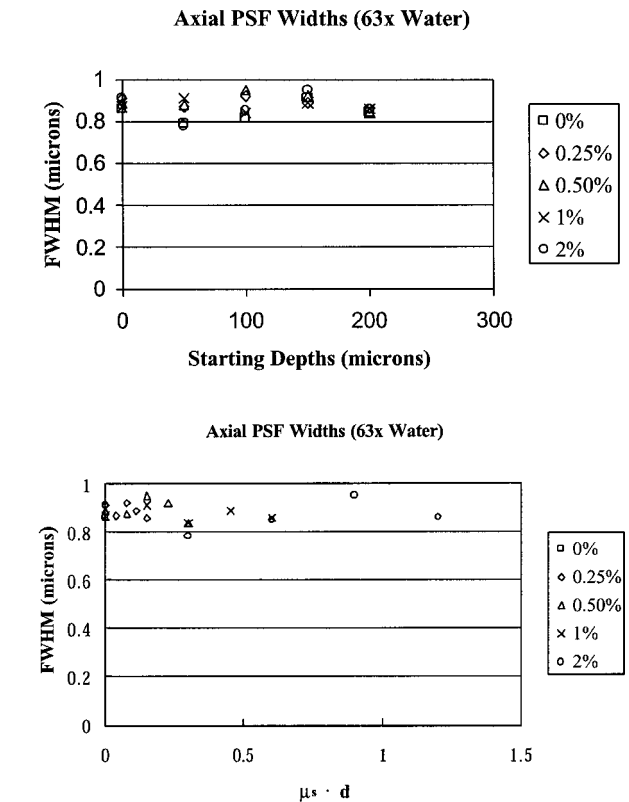 Axial PSF Widths (63x Water)
1
0.8
0.6
0.4
0.2
0
FWHM (microns)
0 100 200 300
Starting Depths (microns)
0%
0.25%
0.50%
1%
2%
Axial PSF Widths (63x Water)
1
0.8
0.6
0.4
0.2
0
FWHM (microns)
0 0.5 1 1.5
μs · d
0%
0.25%
0.50%
1%
2%